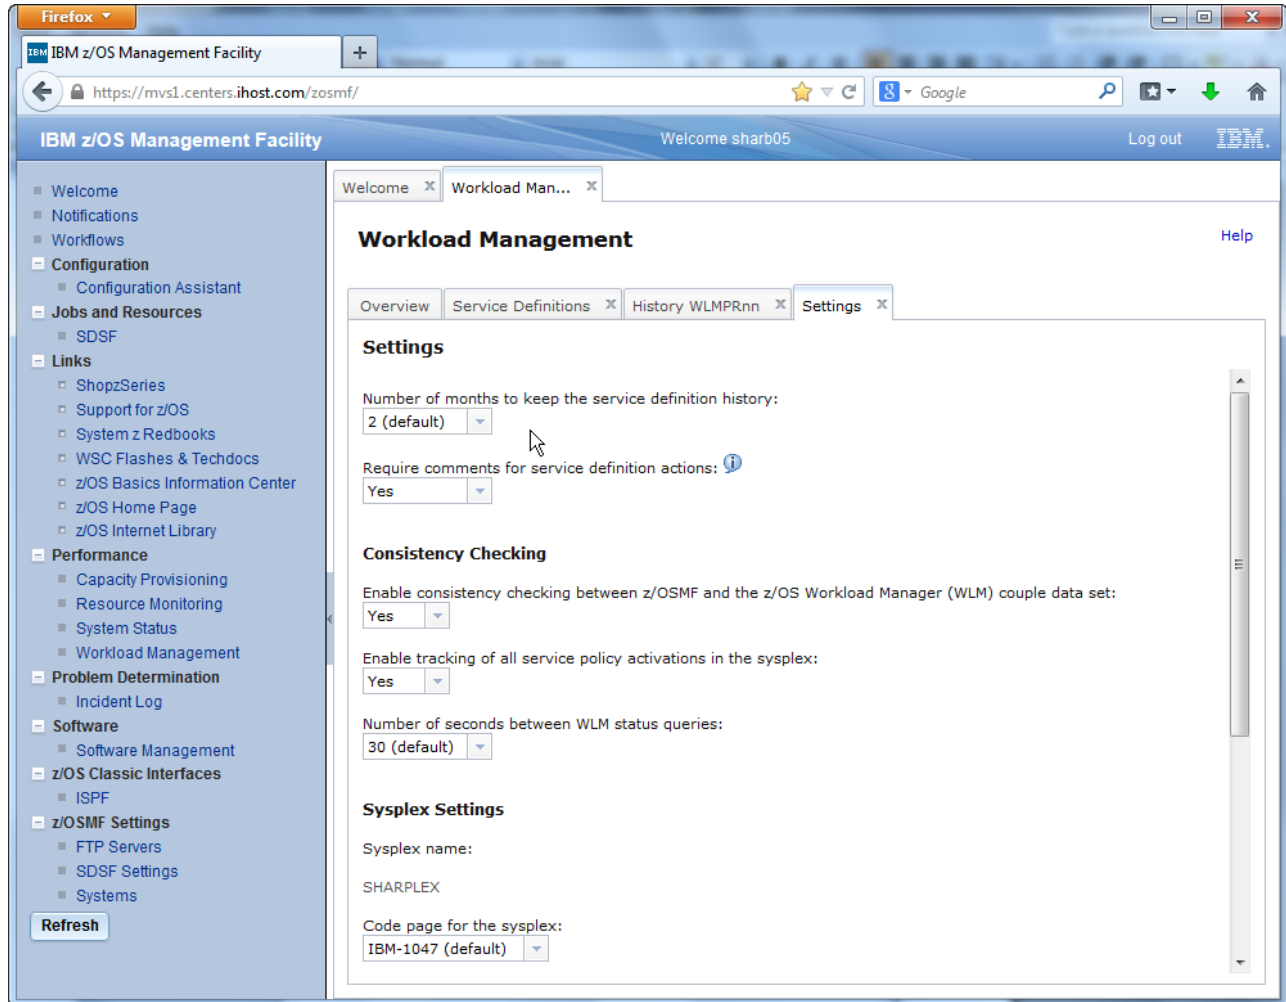 Firefox
IBM IBM z/OS Management Facility
https://mvs1.centers.ihost.com/zosmf/
8 Google
IBM z/OS Management Facility
Welcome sharb05
Log out
IBM.
Welcome
Notifications
Workflows
Configuration
Configuration Assistant
Jobs and Resources
SDSF
Links
ShopzSeries
Support for z/OS
System z Redbooks
WSC Flashes & Techdocs
z/OS Basics Information Center
z/OS Home Page
z/OS Internet Library
Performance
Capacity Provisioning
Resource Monitoring
System Status
Workload Management
Problem Determination
Incident Log
Software
Software Management
z/OS Classic Interfaces
ISPF
z/OSMF Settings
FTP Servers
SDSF Settings
Systems
Refresh
Welcome X Workload Man... X
Workload Management
Help
Overview Service Definitions X History WLMPRnn X Settings X
Settings
Number of months to keep the service definition history:
2 (default)
Require comments for service definition actions:
Yes
Consistency Checking
Enable consistency checking between z/OSMF and the z/OS Workload Manager (WLM) couple data set:
Yes
Enable tracking of all service policy activations in the sysplex:
Yes
Number of seconds between WLM status queries:
30 (default)
Sysplex Settings
Sysplex name:
SHARPLEX
Code page for the sysplex:
IBM-1047 (default)